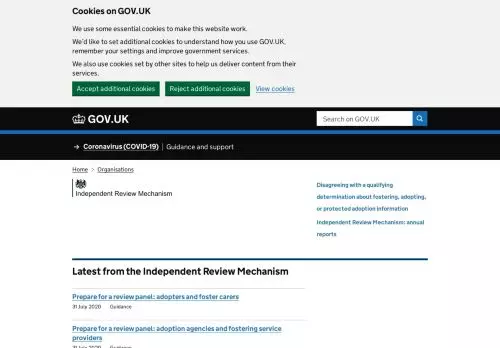 Cookies on GOV.UK
We use some essential cookies to make this website work.
We'd like to set additional cookies to understand how you use GOV.UK,
remember your settings and improve government services.
We also use cookies set by other sites to help us deliver content from their
services.
Accept additional cookies
Reject additional cookies
View cookies
GOV.UK
Search on GOV.UK
→ Coronavirus (COVID-19) | Guidance and support
Home > Organisations
Independent Review Mechanism
Disagreeing with a qualifying
determination about fostering, adopting,
or protected adoption information
Independent Review Mechanism: annual
reports
Latest from the Independent Review Mechanism
Prepare for a review panel: adopters and foster carers
31 July 2020 Guidance
Prepare for a review panel: adoption agencies and fostering service
providers
31 July 2020 Guidance